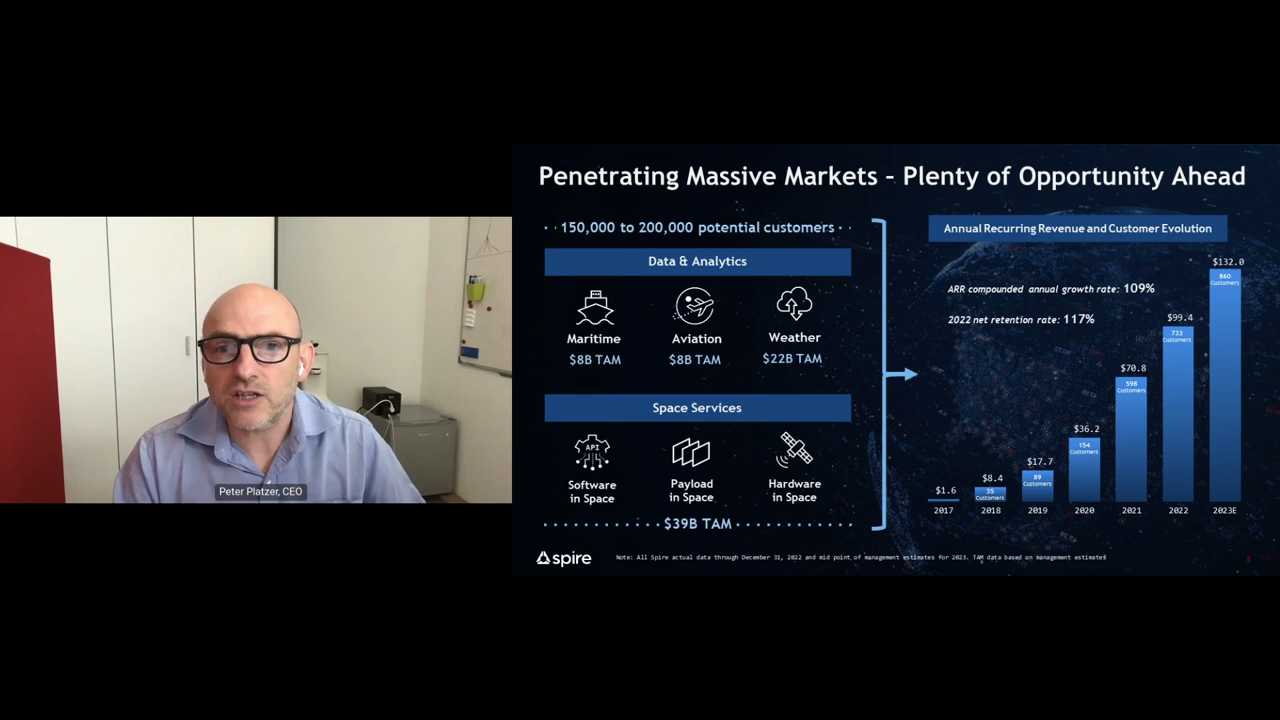 Penetrating Massive Markets – Plenty of Opportunity Ahead
150,000 to 200,000 potential customers
Data & Analytics
Maritime
$8B TAM
Aviation
$8B TAM
Weather
$22B TAM
Space Services
API
Software
in Space
Payload
in Space
Hardware
in Space
$39B TAM
Annual Recurring Revenue and Customer Evolution
ARR compounded annual growth rate: 109%
2022 net retention rate: 117%
$1.6
2017
$8.4
35
Customers
2018
$17.7
89
Customers
2019
$36.2
154
Customers
2020
$70.8
598
Customers
2021
$99.4
733
Customers
2022
$132.0
860
Customers
2023E
spire
Note: All Spire actual data through December 31, 2022 and mid point of management estimates for 2023. TAM data based on management estimates
Peter Platzer, CEO